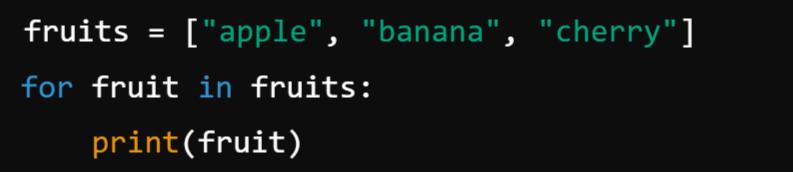 fruits = ["apple", "banana", "cherry"]
for fruit in fruits:
    print(fruit)